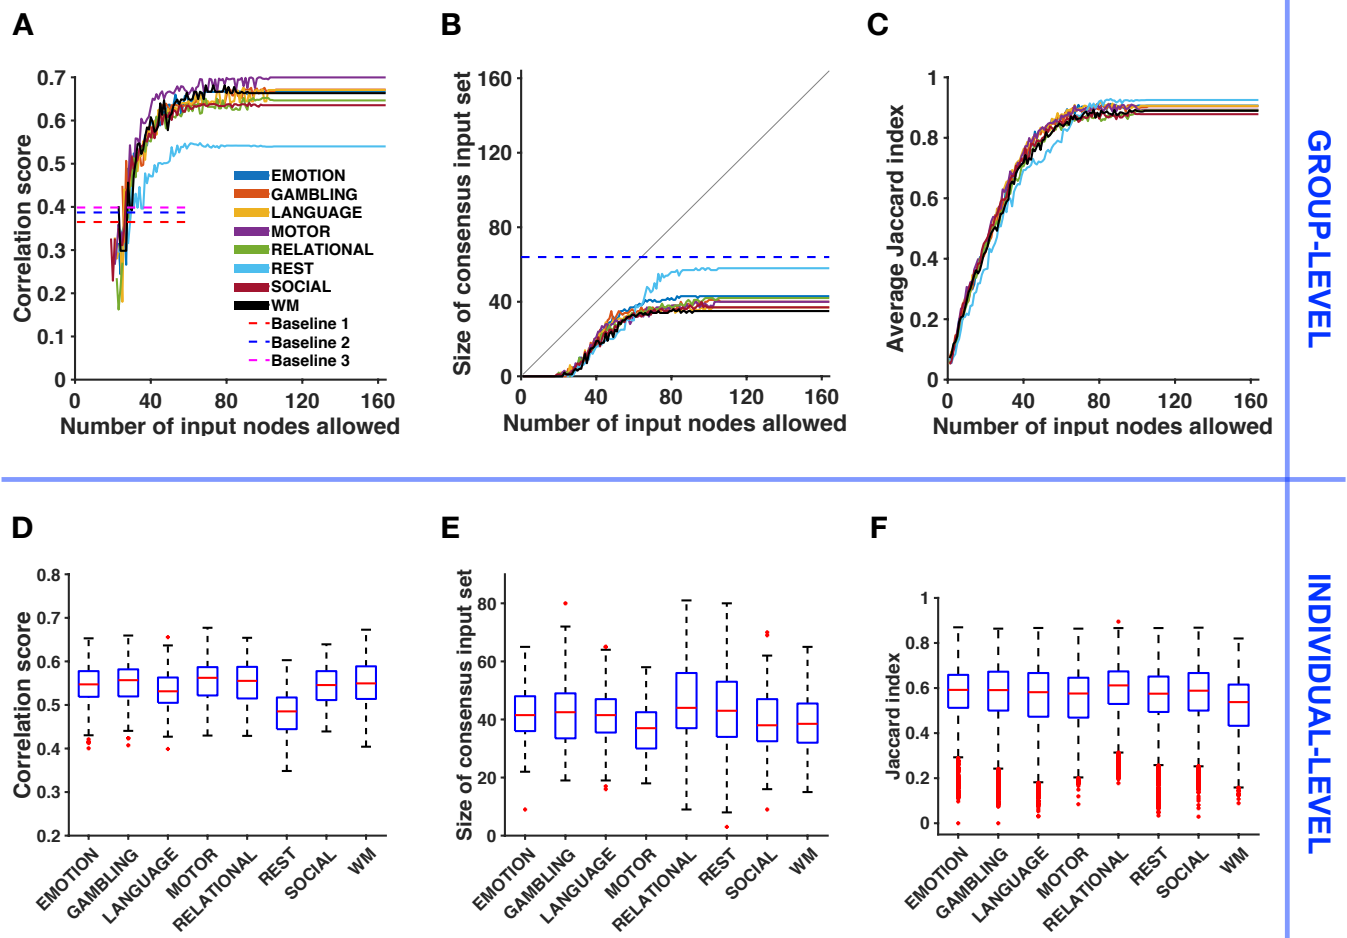 A
B
C
Correlation score
0.7
0.6
0.5
0.4
0.3
0.2
0.1
0
0
40
80
120
160
Number of input nodes allowed
EMOTION
GAMBLING
LANGUAGE
MOTOR
RELATIONAL
REST
SOCIAL
WM
Baseline 1
Baseline 2
Baseline 3
Size of consensus input set
160
120
80
40
0
0
40
80
120
160
Number of input nodes allowed
Average Jaccard index
1
0.8
0.6
0.4
0.2
0
0
40
80
120
160
Number of input nodes allowed
GROUP-LEVEL
D
E
F
Correlation score
0.8
0.7
0.6
0.5
0.4
0.3
0.2
EMOTION
GAMBLING
LANGUAGE
MOTOR
RELATIONAL
REST
SOCIAL
WM
Size of consensus input set
80
60
40
20
0
EMOTION
GAMBLING
LANGUAGE
MOTOR
RELATIONAL
REST
SOCIAL
WM
Jaccard index
1
0.8
0.6
0.4
0.2
0
EMOTION
GAMBLING
LANGUAGE
MOTOR
RELATIONAL
REST
SOCIAL
WM
INDIVIDUAL-LEVEL